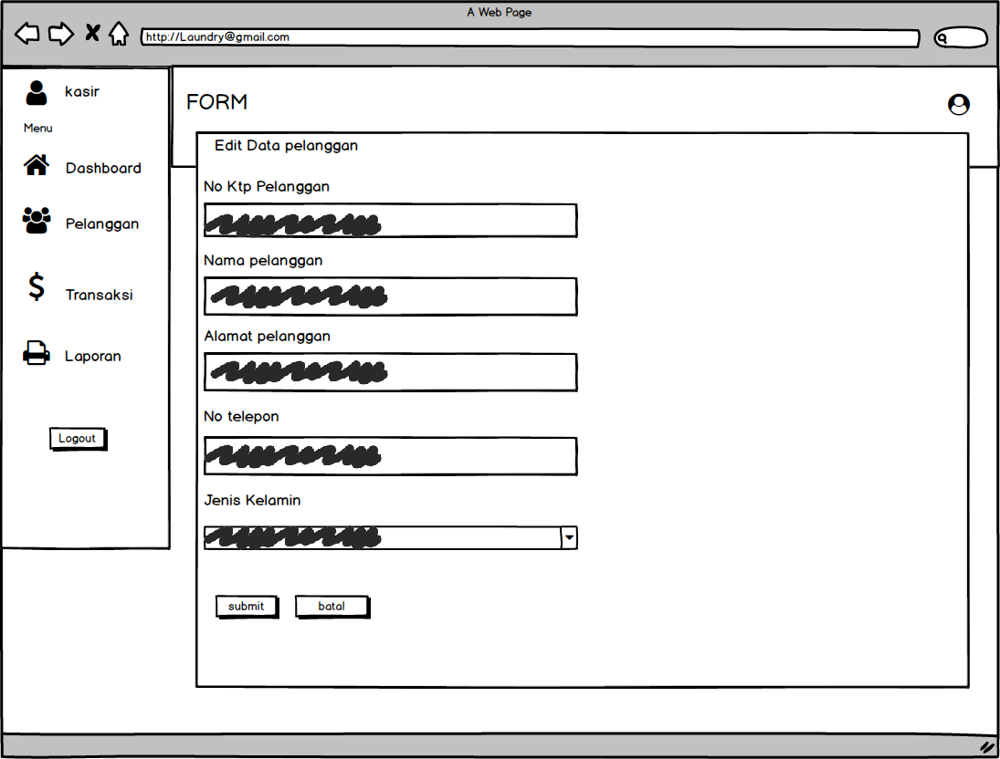 A Web Page
http://Laundry@gmail.com
kasir
Menu
Dashboard
Pelanggan
Transaksi
Laporan
Logout
FORM
Edit Data pelanggan
No Ktp Pelanggan
Nama pelanggan
Alamat pelanggan
No telepon
Jenis Kelamin
submit
batal